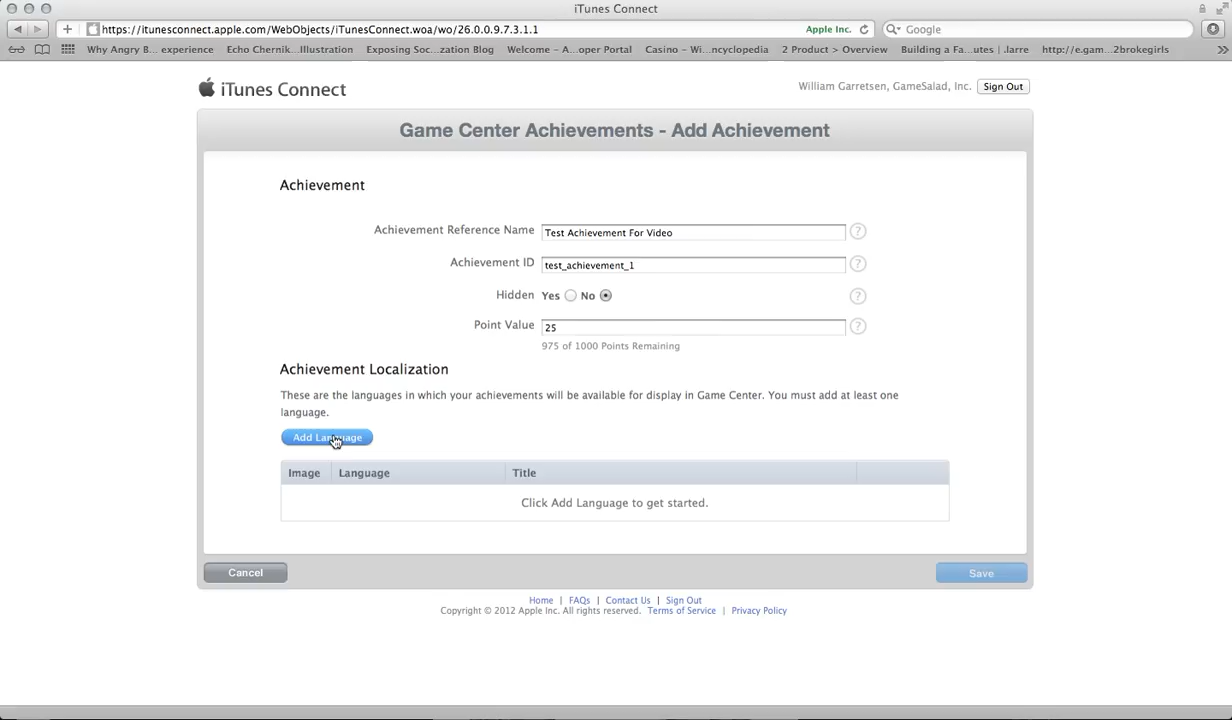 iTunes Connect
https://itunesconnect.apple.com/WebObjects/iTunesConnect.woa/wo/26.0.0.9.7.3.1.1
Apple Inc.
Google
Why Angry B... experience
Echo Chernik...Illustration
Exposing Soc...zation Blog
Welcome – A...oper Portal
Casino – Wi...ncyclopedia
2 Product > Overview
Building a Fa...utes | .larre
http://e.gam...2brokegirls
iTunes Connect
William Garretsen, GameSalad, Inc.
Sign Out
Game Center Achievements - Add Achievement
Achievement
Achievement Reference Name
Test Achievement For Video
?
Achievement ID
test_achievement_1
?
Hidden
Yes
No
?
Point Value
25
?
975 of 1000 Points Remaining
Achievement Localization
These are the languages in which your achievements will be available for display in Game Center. You must add at least one
language.
Add Language
Image
Language
Title
Click Add Language to get started.
Cancel
Save
Home | FAQs | Contact Us | Sign Out
Copyright © 2012 Apple Inc. All rights reserved. Terms of Service | Privacy Policy